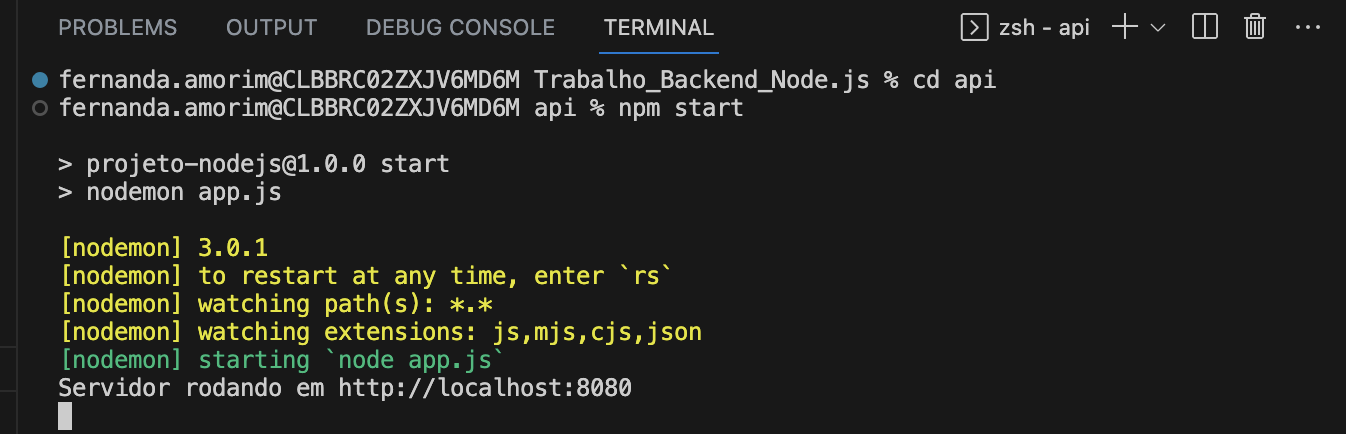 PROBLEMS OUTPUT DEBUG CONSOLE TERMINAL zsh - api
fernanda.amorim@CLBBRC02ZXJV6MD6M Trabalho_Backend_Node.js % cd api
fernanda.amorim@CLBBRC02ZXJV6MD6M api % npm start
> projeto-nodejs@1.0.0 start
> nodemon app.js
[nodemon] 3.0.1
[nodemon] to restart at any time, enter `rs`
[nodemon] watching path(s): *.*
[nodemon] watching extensions: js,mjs,cjs,json
[nodemon] starting `node app.js`
Servidor rodando em http://localhost:8080